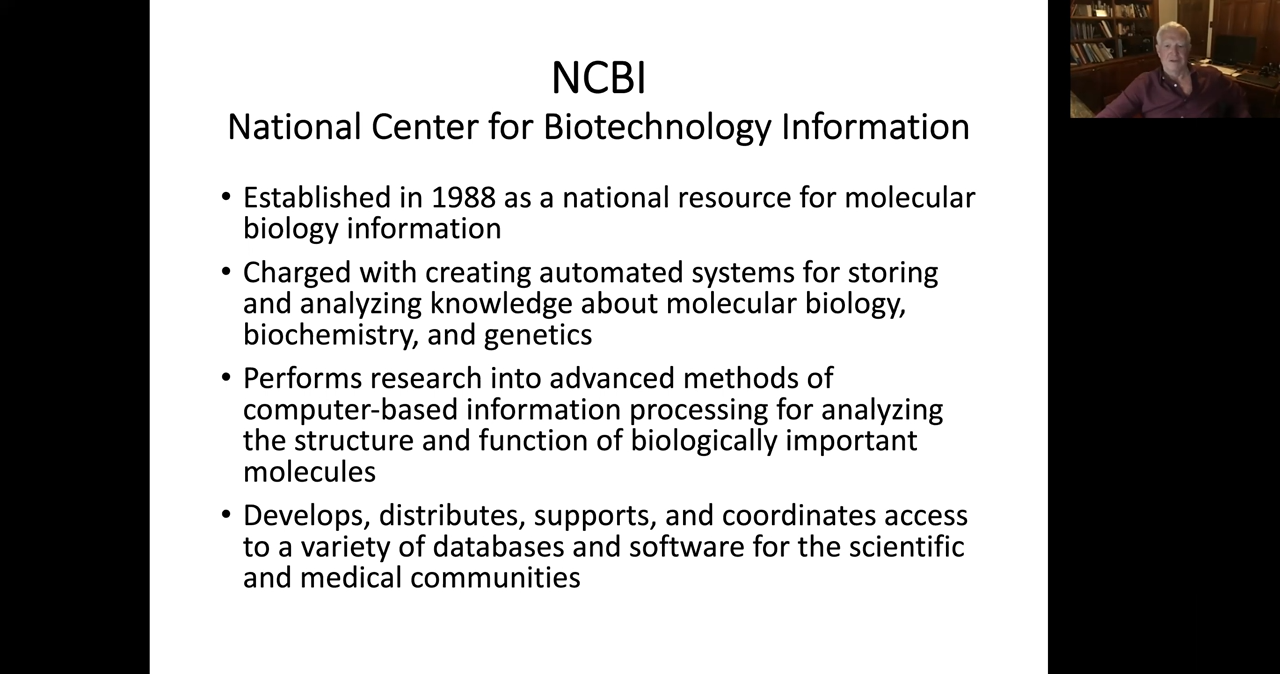 NCBI
National Center for Biotechnology Information
• Established in 1988 as a national resource for molecular
biology information
• Charged with creating automated systems for storing
and analyzing knowledge about molecular biology,
biochemistry, and genetics
• Performs research into advanced methods of
computer-based information processing for analyzing
the structure and function of biologically important
molecules
• Develops, distributes, supports, and coordinates access
to a variety of databases and software for the scientific
and medical communities